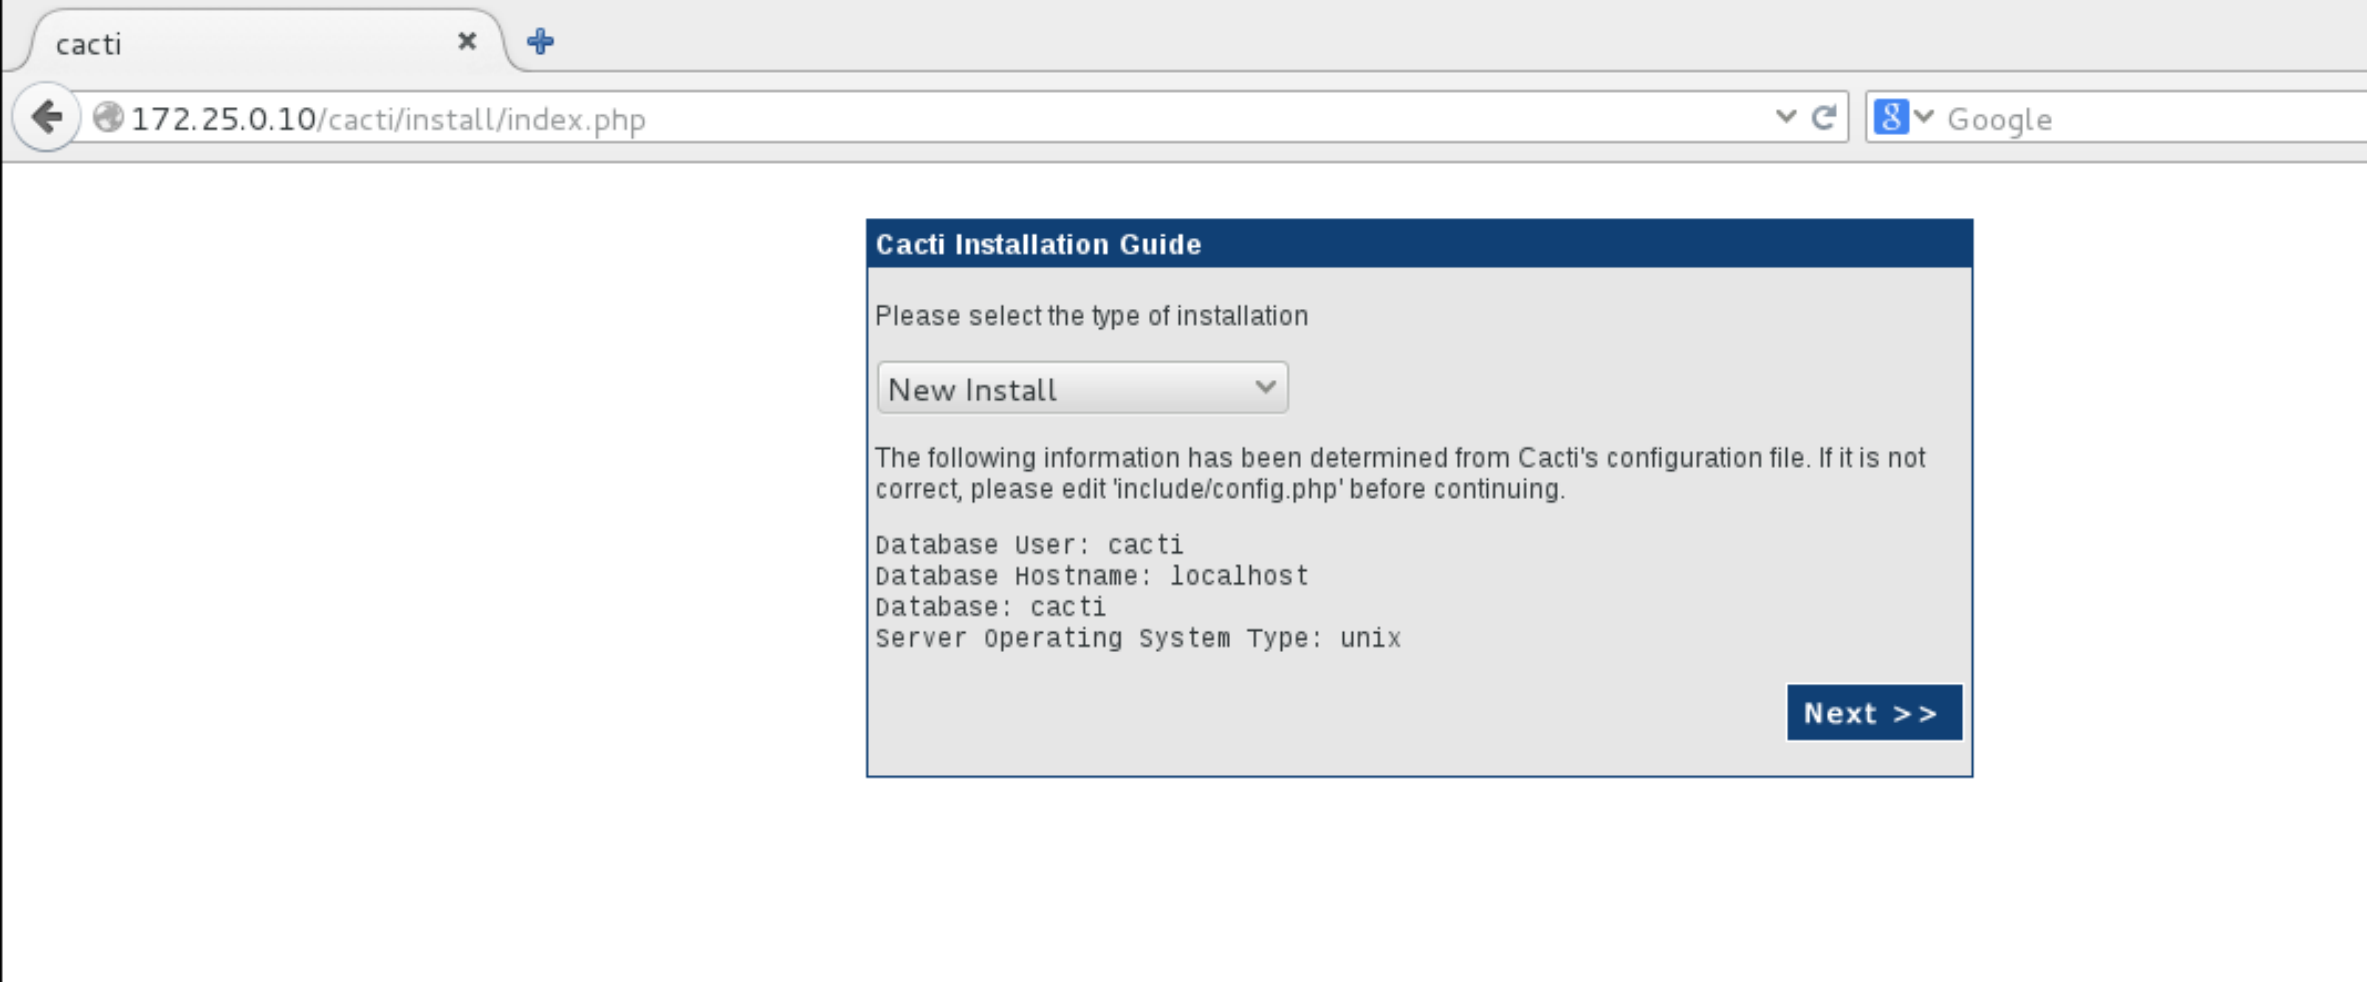 cacti
172.25.0.10/cacti/install/index.php
8 Google
Cacti Installation Guide
Please select the type of installation
New Install
The following information has been determined from Cacti's configuration file. If it is not
correct, please edit 'include/config.php' before continuing.
Database User: cacti
Database Hostname: localhost
Database: cacti
Server Operating System Type: unix
Next >>